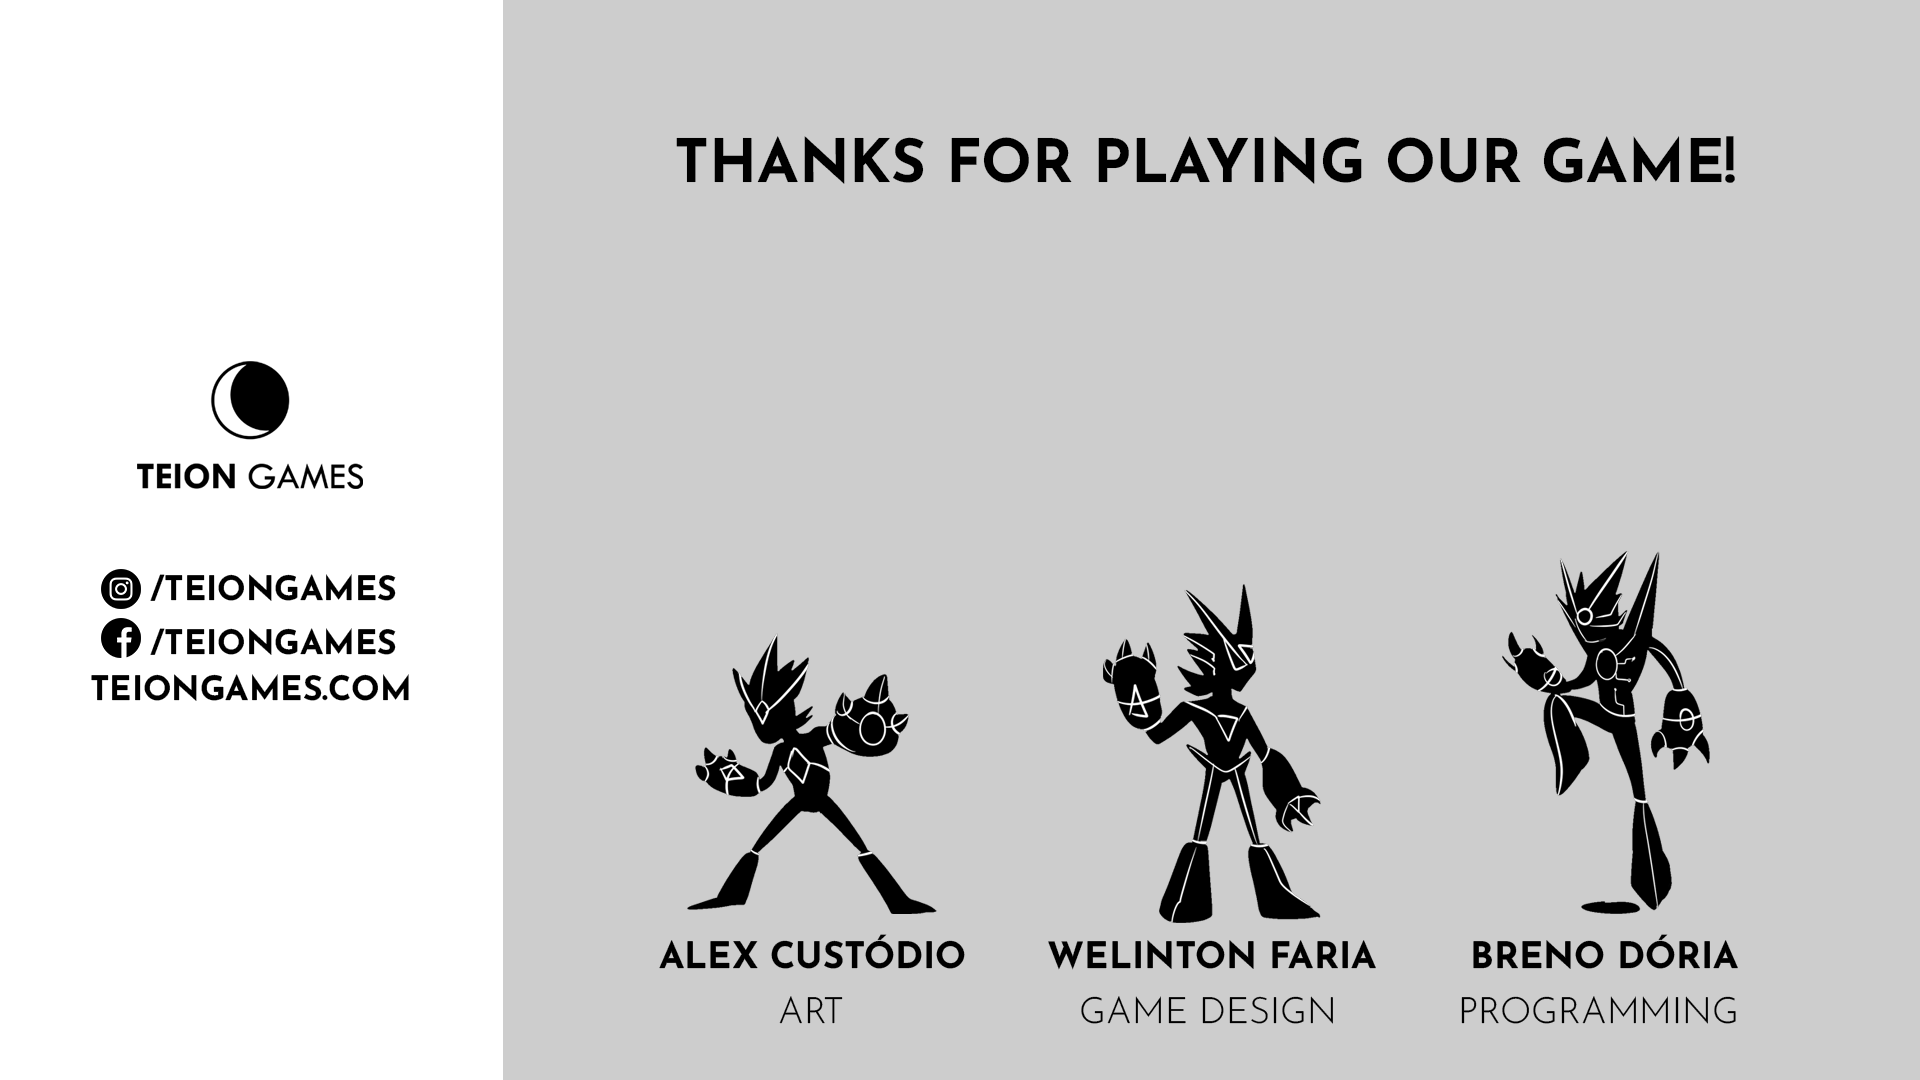 TEION GAMES
/TEIONGAMES
/TEIONGAMES
TEIONGAMES.COM
THANKS FOR PLAYING OUR GAME!
ALEX CUSTÓDIO
ART
WELINTON FARIA
GAME DESIGN
BRENO DÓRIA
PROGRAMMING